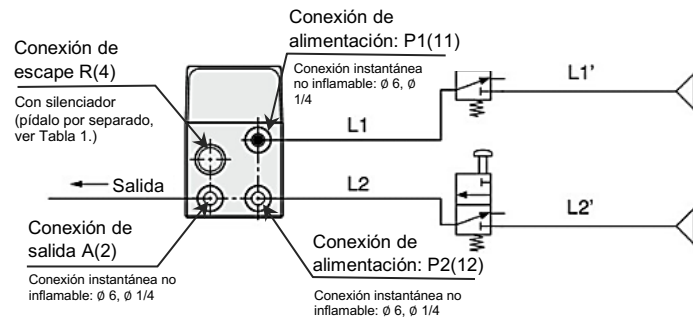 Conexión de
escape R(4)
Con silenciador
(pídalo por separado,
ver Tabla 1.)
Conexión de
alimentación: P1(11)
Conexión instantánea
no inflamable: ø 6, ø
1/4
L1
L1'
Salida
L2
L2'
Conexión de
salida A(2)
Conexión instantánea no
inflamable: ø 6, ø 1/4
Conexión de
alimentación: P2(12)
Conexión instantánea no
inflamable: ø 6, ø 1/4